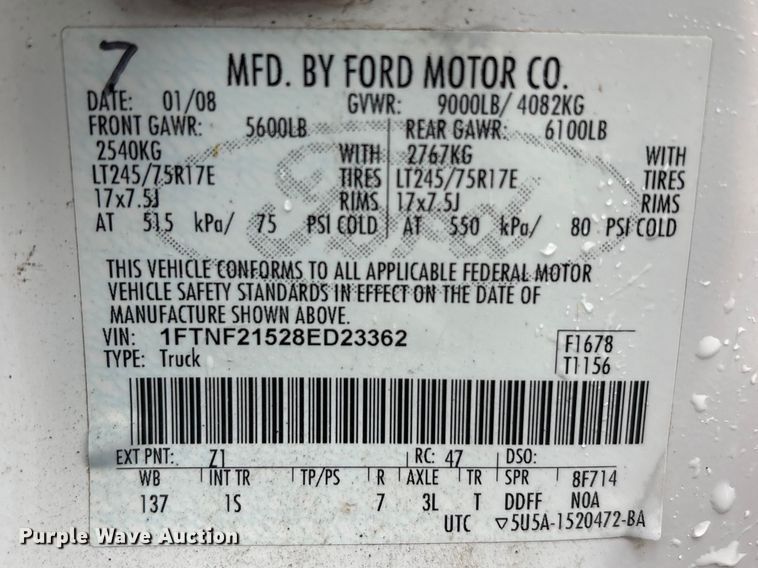 7
MFD. BY FORD MOTOR CO.
DATE: 01/08 GVWR: 9000LB/ 4082KG
FRONT GAWR: 5600LB REAR GAWR: 6100LB
2540KG WITH 2767KG WITH
LT245/75R17E TIRES LT245/75R17E TIRES
17x7.5J RIMS 17x7.5J RIMS
AT 515 kPa/ 75 PSI COLD AT 550 kPa/ 80 PSI COLD
Ford
THIS VEHICLE CONFORMS TO ALL APPLICABLE FEDERAL MOTOR
VEHICLE SAFETY STANDARDS IN EFFECT ON THE DATE OF
MANUFACTURE SHOWN ABOVE.
VIN: 1FTNF21528ED23362 F1678
TYPE: Truck T1156
EXT PNT: Z1 RC: 47 DSO:
WB INT TR TP/PS R AXLE TR SPR 8F714
137 1S 7 3L T DDFF N0A
UTC ▽5U5A-1520472-BA
Purple Wave Auction